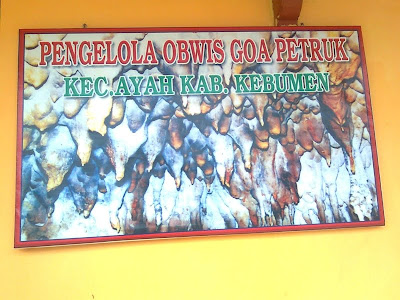 PENGELOLA OBWIS GOA PETRUK
KEC.AYAH KAB. KEBUMEN